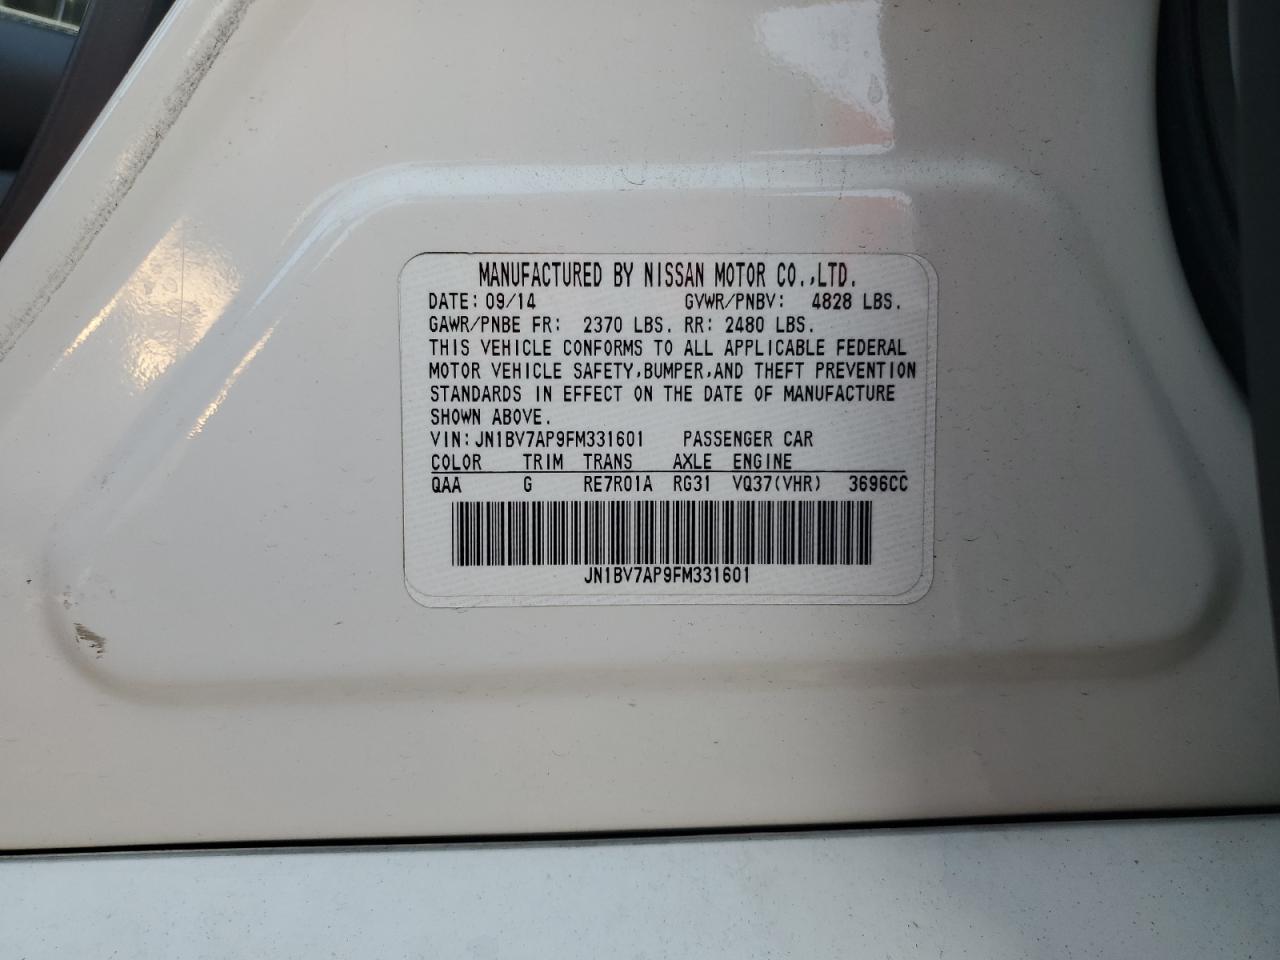 MANUFACTURED BY NISSAN MOTOR CO.,LTD.
DATE: 09/14 GVWR/PNBV: 4828 LBS.
GAWR/PNBE FR: 2370 LBS. RR: 2480 LBS.
THIS VEHICLE CONFORMS TO ALL APPLICABLE FEDERAL
MOTOR VEHICLE SAFETY,BUMPER,AND THEFT PREVENTION
STANDARDS IN EFFECT ON THE DATE OF MANUFACTURE
SHOWN ABOVE.
VIN: JN1BV7AP9FM331601 PASSENGER CAR
COLOR TRIM TRANS AXLE ENGINE
QAA G RE7R01A RG31 VQ37(VHR) 3696CC
JN1BV7AP9FM331601